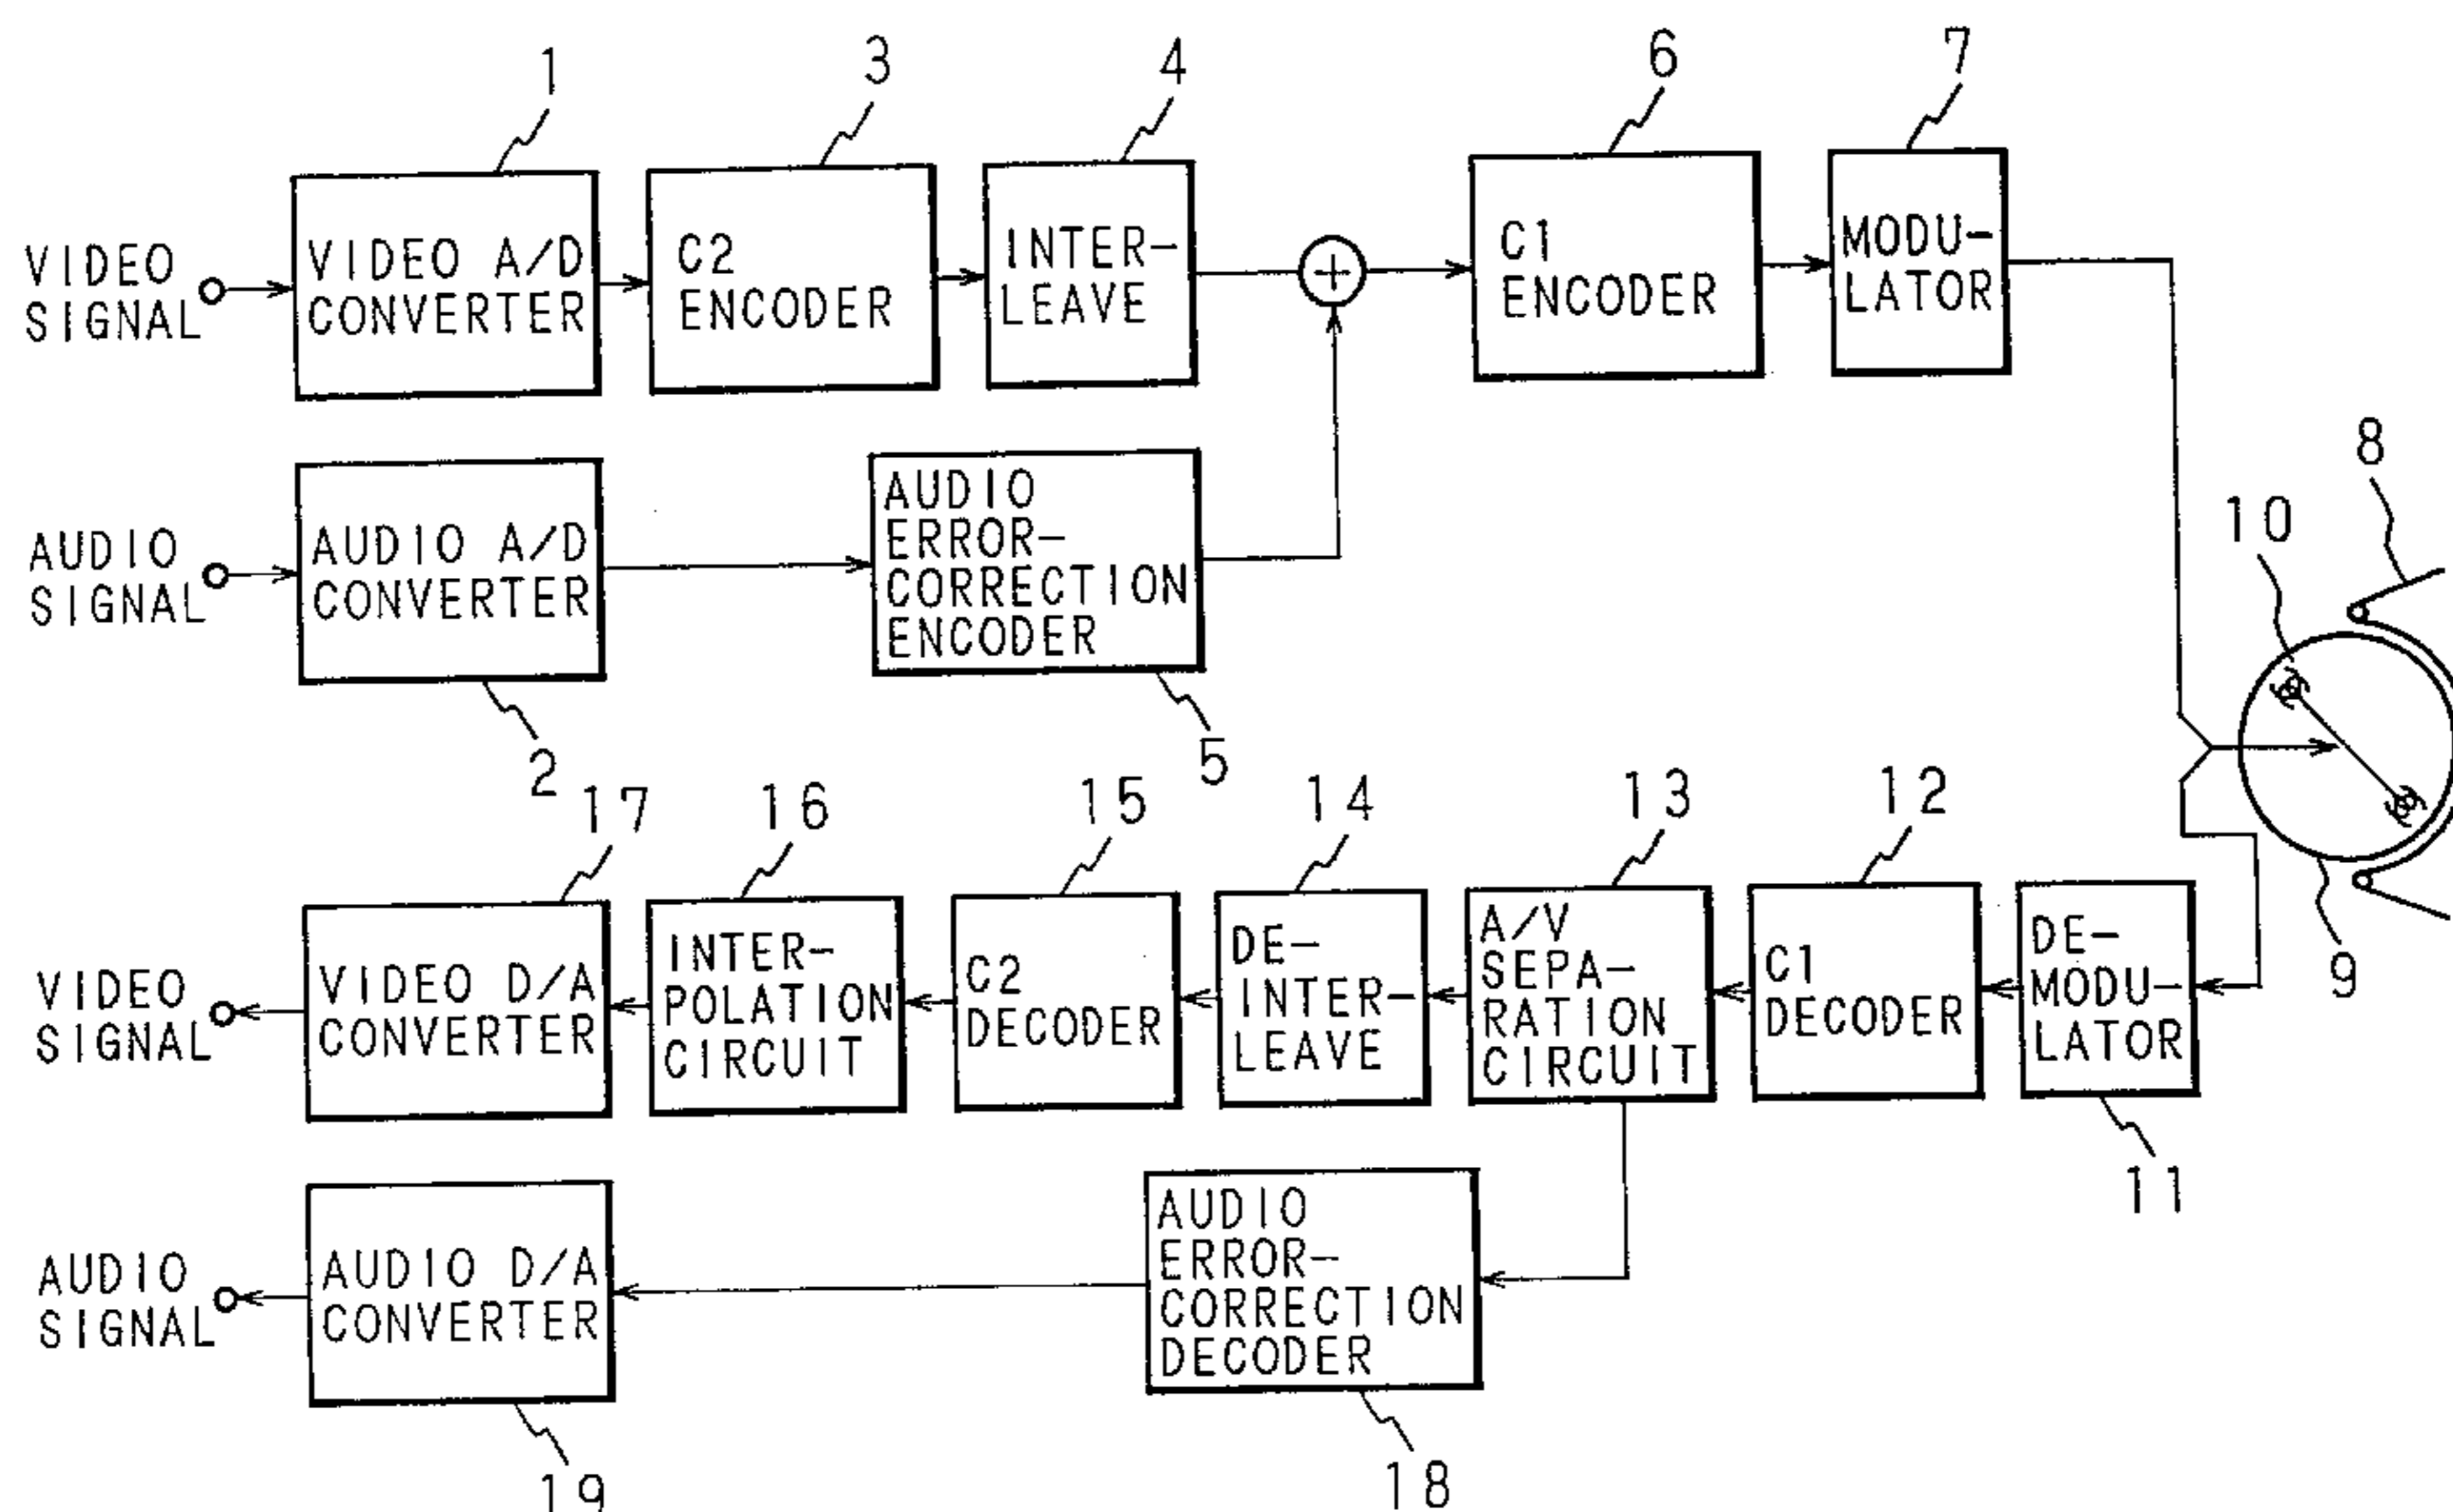 1
3
4
6
7
VIDEO
SIGNAL
VIDEO A/D
CONVERTER
C2
ENCODER
INTER-
LEAVE
+
C1
ENCODER
MODU-
LATOR
8
10
AUDIO
SIGNAL
AUDIO A/D
CONVERTER
AUDIO
ERROR-
CORRECTION
ENCODER
2
5
17
16
15
14
13
12
9
VIDEO
SIGNAL
VIDEO D/A
CONVERTER
INTER-
POLATION
CIRCUIT
C2
DECODER
DE-
INTER-
LEAVE
A/V
SEPA-
RATION
CIRCUIT
C1
DECODER
DE-
MODU-
LATOR
11
AUDIO
SIGNAL
AUDIO D/A
CONVERTER
AUDIO
ERROR-
CORRECTION
DECODER
19
18